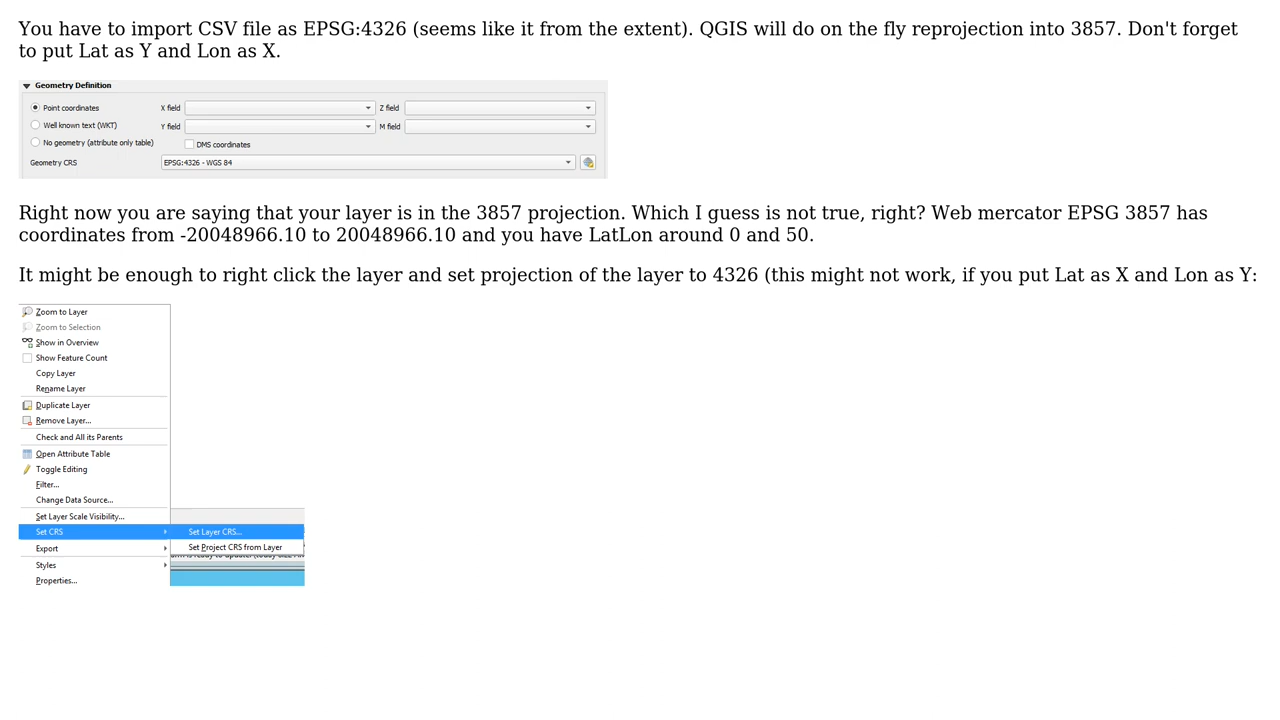 You have to import CSV file as EPSG:4326 (seems like it from the extent). QGIS will do on the fly reprojection into 3857. Don't forget
to put Lat as Y and Lon as X.
Geometry Definition
Point coordinates
X field
Z field
Well known text (WKT)
Y field
M field
No geometry (attribute only table)
DMS coordinates
Geometry CRS
EPSG:4326 - WGS 84
Right now you are saying that your layer is in the 3857 projection. Which I guess is not true, right? Web mercator EPSG 3857 has
coordinates from -20048966.10 to 20048966.10 and you have LatLon around 0 and 50.
It might be enough to right click the layer and set projection of the layer to 4326 (this might not work, if you put Lat as X and Lon as Y:
Zoom to Layer
Zoom to Selection
Show in Overview
Show Feature Count
Copy Layer
Rename Layer
Duplicate Layer
Remove Layer...
Check and All its Parents
Open Attribute Table
Toggle Editing
Filter...
Change Data Source...
Set Layer Scale Visibility...
Set CRS
Set Layer CRS...
Export
Set Project CRS from Layer
Styles
Properties...